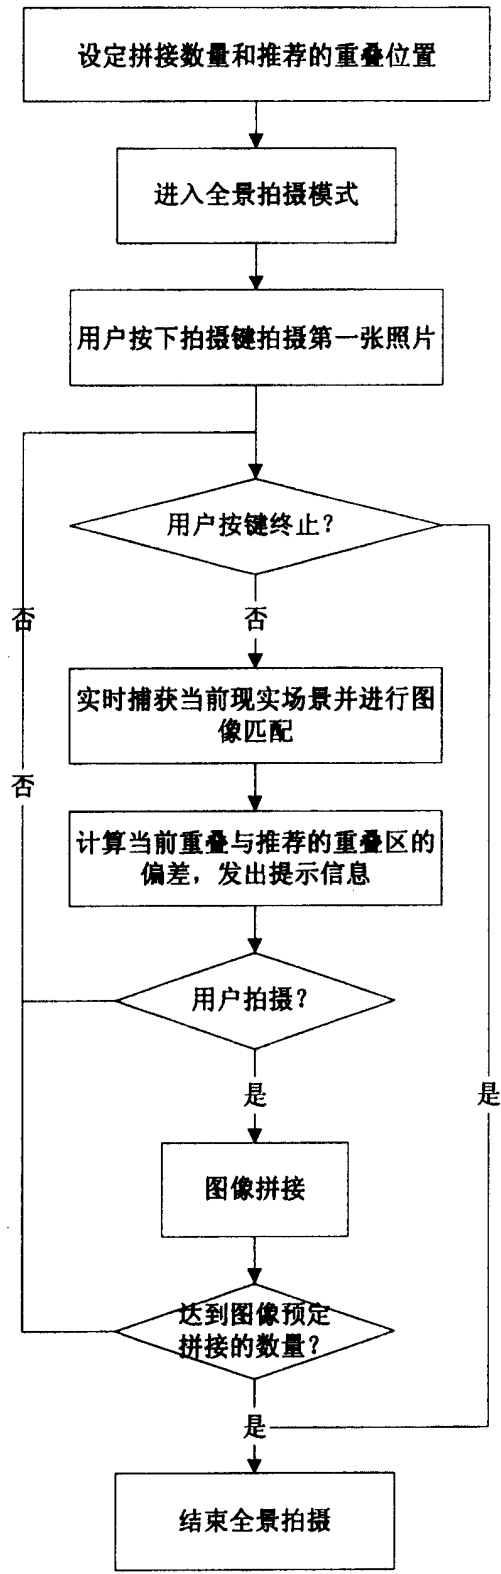 设定拼接数量和推荐的重叠位置
进入全景拍摄模式
用户按下拍摄键拍摄第一张照片
用户按键终止？
否
否
实时捕获当前现实场景并进行图
像匹配
否
计算当前重叠与推荐的重叠区的
偏差，发出提示信息
用户拍摄？
是
是
图像拼接
达到图像预定
拼接的数量？
是
结束全景拍摄